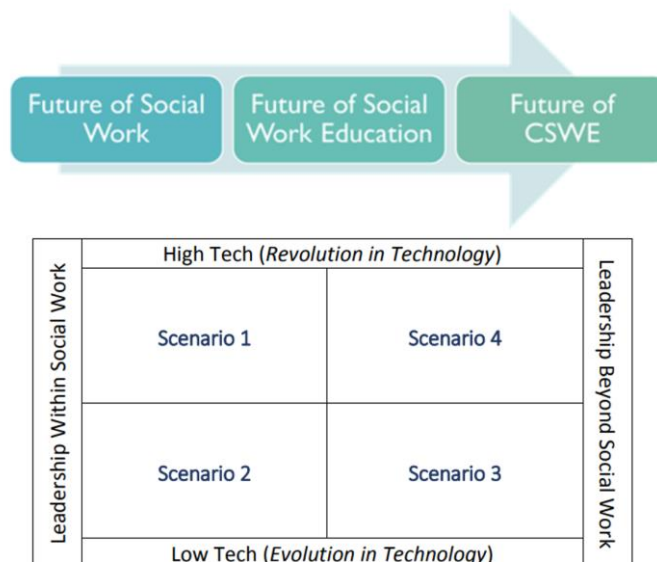 Future of Social
Work
Future of Social
Work Education
Future of
CSWE
High Tech (Revolution in Technology)
Leadership Within Social Work
Scenario 1
Scenario 4
Leadership Beyond Social Work
Scenario 2
Scenario 3
Low Tech (Evolution in Technology)